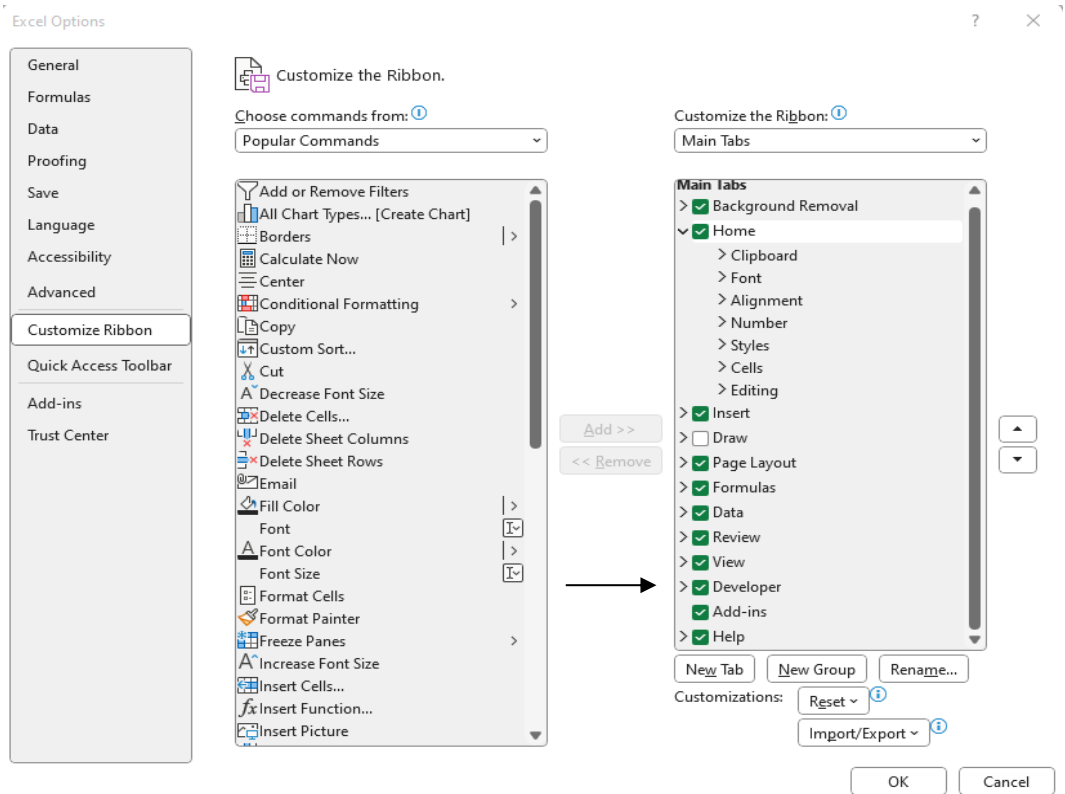 Excel Options
?
General
Formulas
Data
Proofing
Save
Language
Accessibility
Advanced
Customize Ribbon
Quick Access Toolbar
Add-ins
Trust Center
Customize the Ribbon.
Choose commands from:
Popular Commands
Add or Remove Filters
All Chart Types... [Create Chart]
Borders
Calculate Now
Center
Conditional Formatting
Copy
Custom Sort...
Cut
Decrease Font Size
Delete Cells...
Delete Sheet Columns
Delete Sheet Rows
Email
Fill Color
Font
Font Color
Font Size
Format Cells
Format Painter
Freeze Panes
Increase Font Size
Insert Cells...
Insert Function...
Insert Picture
Add >>
<< Remove
Customize the Ribbon:
Main Tabs
Main Tabs
Background Removal
Home
Clipboard
Font
Alignment
Number
Styles
Cells
Editing
Insert
Draw
Page Layout
Formulas
Data
Review
View
Developer
Add-ins
Help
New Tab
New Group
Rename...
Customizations:
Reset
Import/Export
OK
Cancel